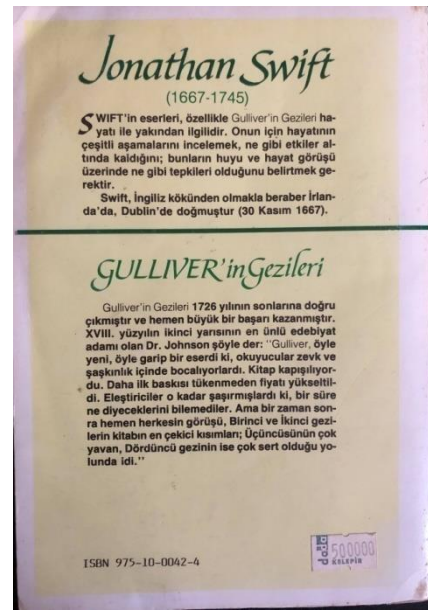 Jonathan Swift
(1667-1745)
SWIFT'in eserleri, özellikle Gulliver'in Gezileri ha-
yatı ile yakından ilgilidir. Onun için hayatının
çeşitli aşamalarını incelemek, ne gibi etkiler al-
tında kaldığını; bunların huyu ve hayat görüşü
üzerinde ne gibi tepkileri olduğunu belirtmek ge-
rektir.
Swift, İngiliz kökünden olmakla beraber İrlan-
da'da, Dublin'de doğmuştur (30 Kasım 1667).
GULLIVER'in Gezileri
Gulliver'in Gezileri 1726 yılının sonlarına doğru
çıkmıştır ve hemen büyük bir başarı kazanmıştır.
XVIII. yüzyılın ikinci yarısının en ünlü edebiyat
adamı olan Dr. Johnson şöyle der: "Gulliver, öyle
yeni, öyle garip bir eserdi ki, okuyucular zevk ve
şaşkınlık içinde bocalıyorlardı. Kitap kapışılıyor-
du. Daha ilk baskısı tükenmeden fiyatı yükseltil-
di. Eleştiriciler o kadar şaşırmışlardı ki, bir süre
ne diyeceklerini bilemediler. Ama bir zaman son-
ra hemen herkesin görüşü, Birinci ve İkinci gezi-
lerin kitabın en çekici kısımları; Üçüncüsünün çok
yavan, Dördüncü gezinin ise çok sert olduğu yo-
lunda idi."
ISBN 975-10-0042-4
500000
KELEPİR